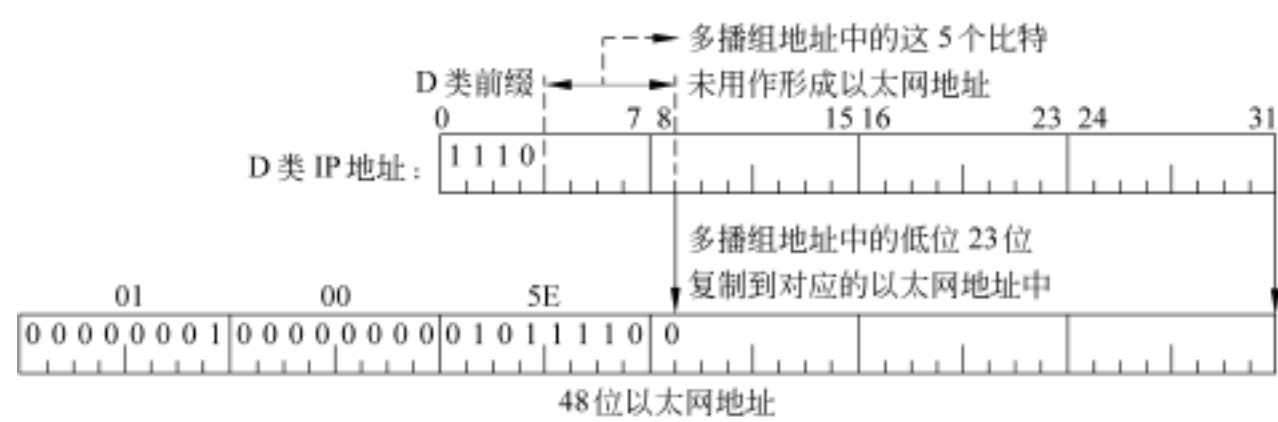 多播组地址中的这 5 个比特
D 类前缀 未用作形成以太网地址
0 7 8 15 16 23 24 31
D 类 IP 地址: 1 1 1 0
多播组地址中的低位 23 位
复制到对应的以太网地址中
01 00 5E
0 0 0 0 0 0 0 1 0 0 0 0 0 0 0 0 0 1 0 1 1 1 1 0 0
48 位以太网地址